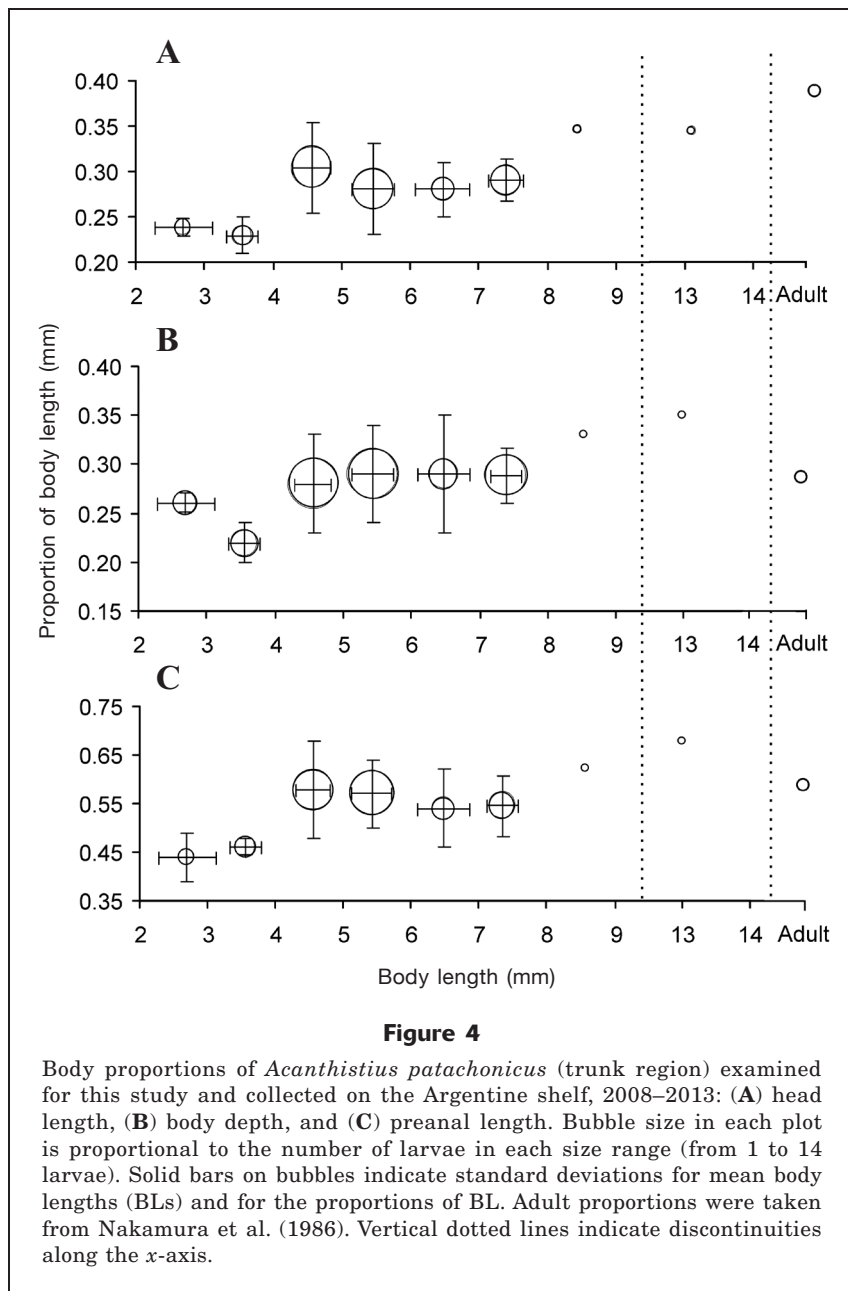 A
0.40
0.35
0.30
0.25
0.20
2 3 4 5 6 7 8 9 13 14 Adult
B
0.40
0.35
0.30
0.25
0.20
0.15
2 3 4 5 6 7 8 9 13 14 Adult
Proportion of body length (mm)
C
0.75
0.65
0.55
0.45
0.35
2 3 4 5 6 7 8 9 13 14 Adult
Body length (mm)
Figure 4
Body proportions of Acanthistius patachonicus (trunk region) examined
for this study and collected on the Argentine shelf, 2008–2013: (A) head
length, (B) body depth, and (C) preanal length. Bubble size in each plot
is proportional to the number of larvae in each size range (from 1 to 14
larvae). Solid bars on bubbles indicate standard deviations for mean body
lengths (BLs) and for the proportions of BL. Adult proportions were taken
from Nakamura et al. (1986). Vertical dotted lines indicate discontinuities
along the x-axis.